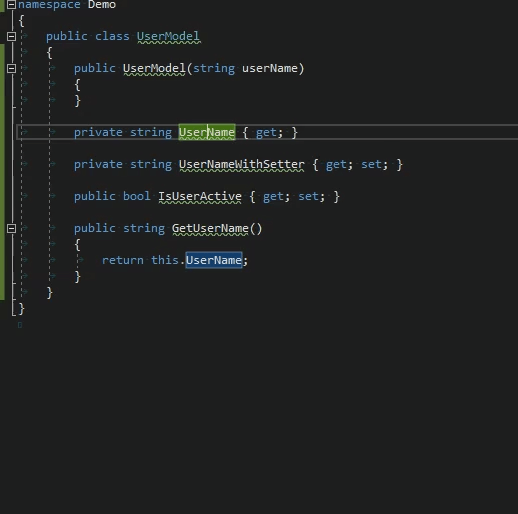 namespace Demo
{
public class UserModel
{
public UserModel(string userName)
{
}
private string UserName { get; }
private string UserNameWithSetter { get; set; }
public bool IsUserActive { get; set; }
public string GetUserName()
{
return this.UserName;
}
}
}